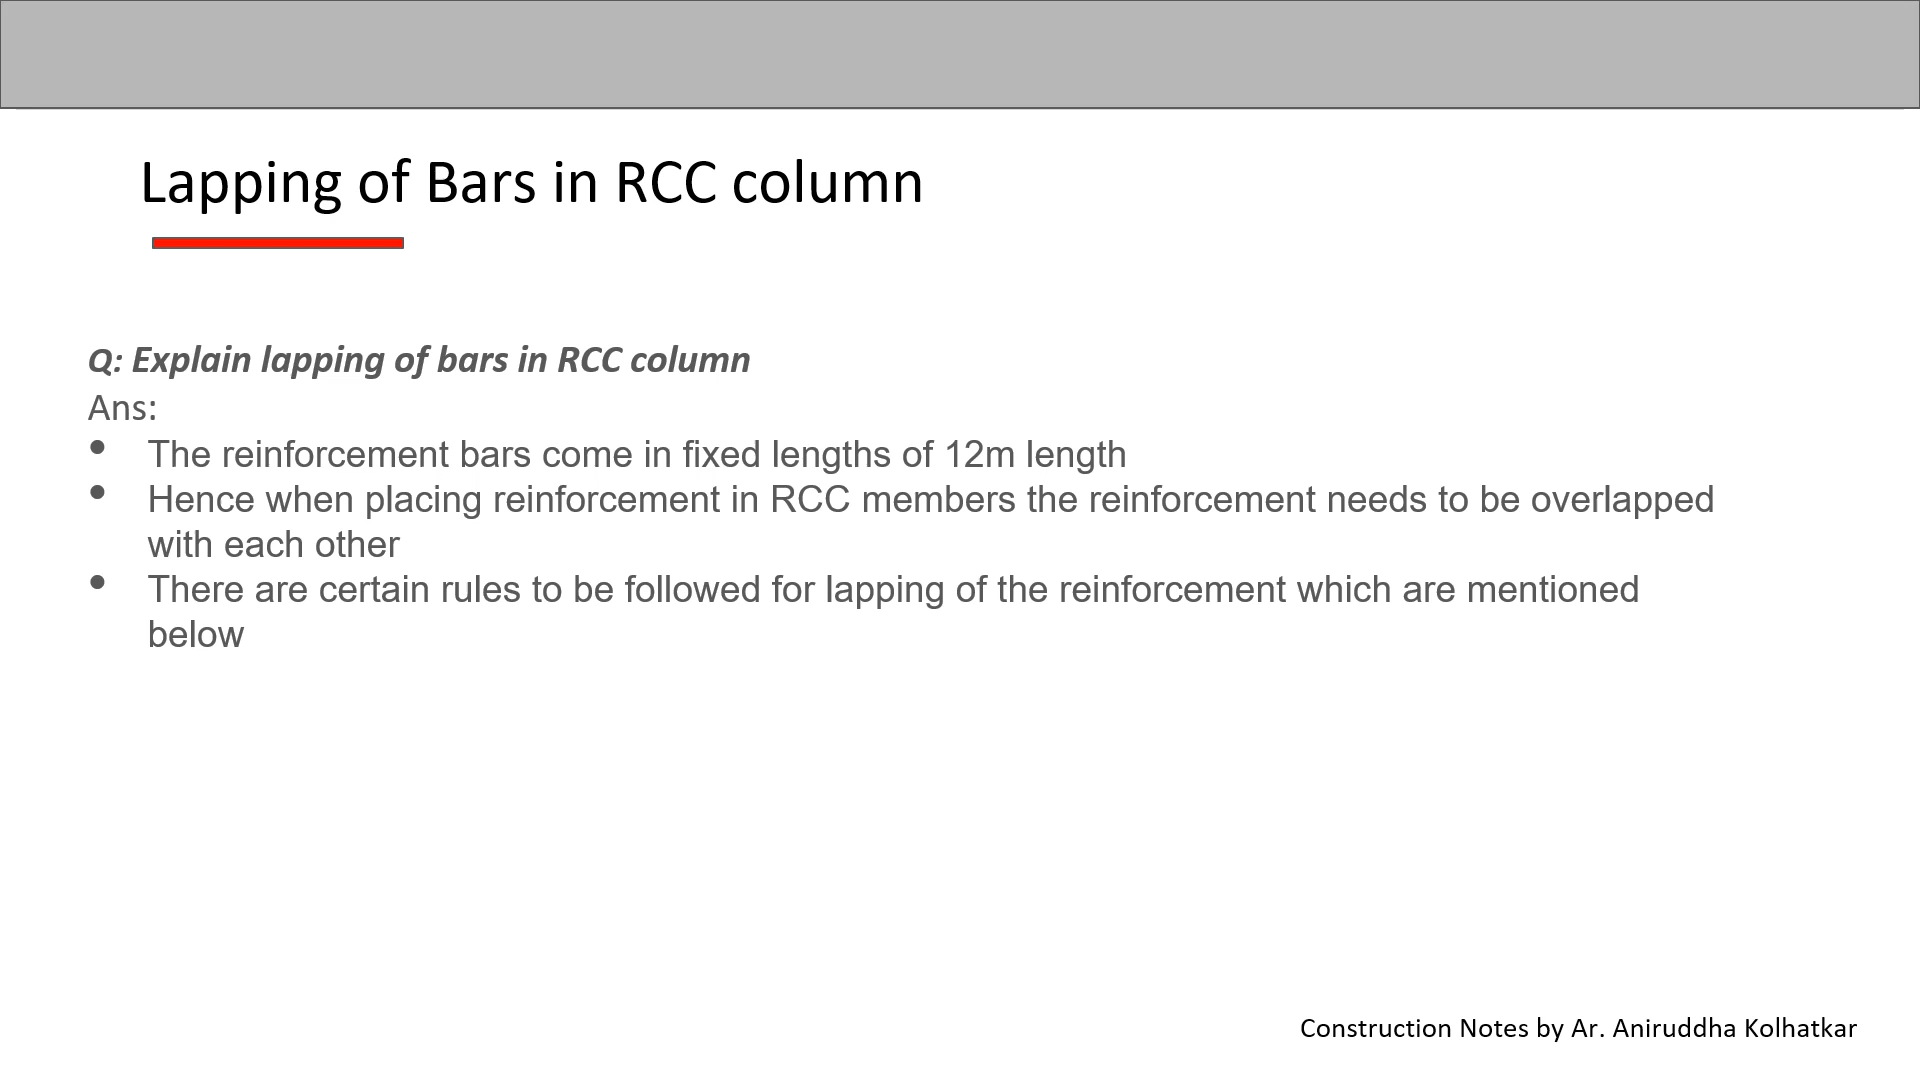 Lapping of Bars in RCC column
Q: Explain lapping of bars in RCC column
Ans:
• The reinforcement bars come in fixed lengths of 12m length
• Hence when placing reinforcement in RCC members the reinforcement needs to be overlapped
with each other
• There are certain rules to be followed for lapping of the reinforcement which are mentioned
below
Construction Notes by Ar. Aniruddha Kolhatkar